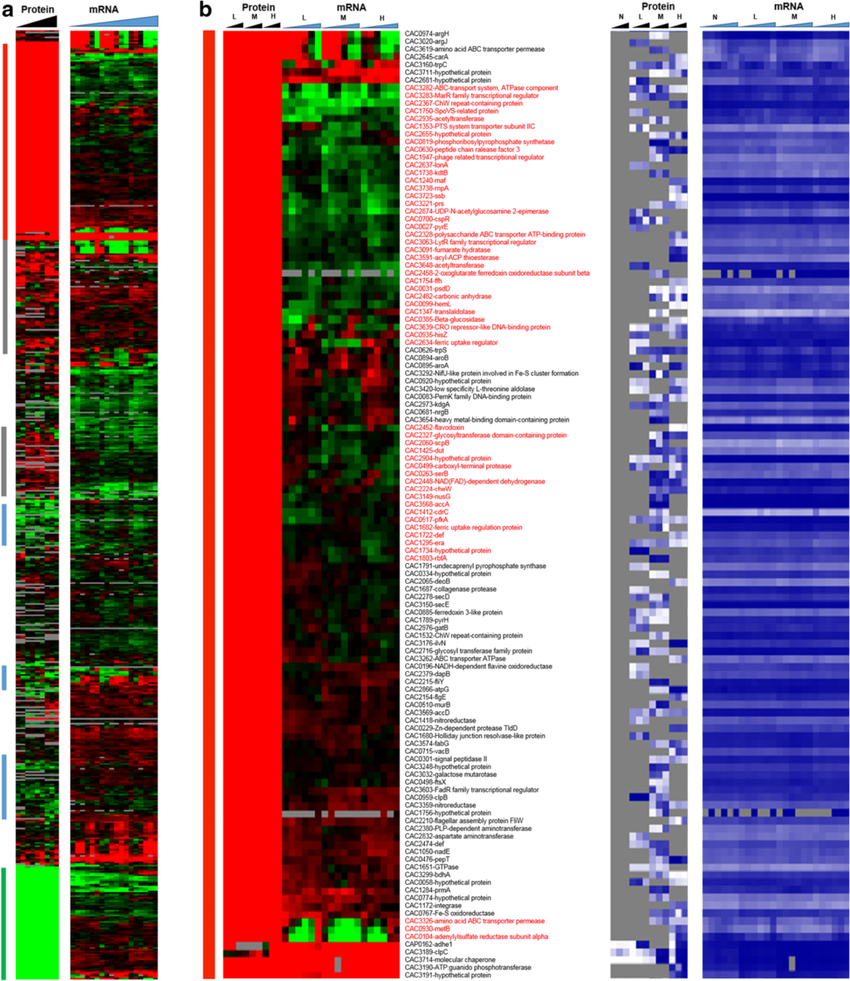 a
Protein
mRNA
b
Protein
mRNA
L M H
L M H
Protein
mRNA
N L M H
N L M H
CAC0974-argH
CAC3020-argJ
CAC3619-amino acid ABC transporter permease
CAC2645-carA
CAC3160-trpC
CAC3711-hypothetical protein
CAC2681-hypothetical protein
CAC3282-ABC-transport system, ATPase component
CAC3283-MarR family transcriptional regulator
CAC2367-ChW repeat-containing protein
CAC1750-SpoVS-related protein
CAC2935-acetyltransferase
CAC1353-PTS system transporter subunit IIC
CAC2655-hypothetical protein
CAC0819-phosphoribosylpyrophosphate synthetase
CAC0630-peptide chain release factor 3
CAC1947-phage related transcriptional regulator
CAC2637-lonA
CAC1738-kdtB
CAC1240-maf
CAC3738-rnpA
CAC3723-ssb
CAC3221-prs
CAC2874-UDP-N-acetylglucosamine 2-epimerase
CAC0700-cspR
CAC0027-pyrE
CAC2328-polysaccharide ABC transporter ATP-binding protein
CAC3063-LytR family transcriptional regulator
CAC3091-fumarate hydratase
CAC3591-acyl-ACP thioesterase
CAC3648-acetyltransferase
CAC2458-2-oxoglutarate ferredoxin oxidoreductase subunit beta
CAC1754-ffh
CAC0031-psdD
CAC2482-carbonic anhydrase
CAC0099-hemL
CAC1347-translaldolase
CAC0385-Beta-glucosidase
CAC3639-CRO repressor-like DNA-binding protein
CAC0935-hisZ
CAC2634-ferric uptake regulator
CAC0626-trpS
CAC0894-aroB
CAC0895-aroA
CAC3292-NifU-like protein involved in Fe-S cluster formation
CAC0920-hypothetical protein
CAC3420-low specificity L-threonine aldolase
CAC0083-PemK family DNA-binding protein
CAC2973-kdgA
CAC0681-nrgB
CAC3654-heavy metal-binding domain-containing protein
CAC2452-flavodoxin
CAC2327-glycosyltransferase domain-containing protein
CAC2060-scpB
CAC1425-dut
CAC2904-hypothetical protein
CAC0499-carboxyl-terminal protease
CAC0263-serB
CAC2448-NAD(FAD)-dependent dehydrogenase
CAC2224-cheW
CAC3149-nusG
CAC3568-accA
CAC1412-cdrC
CAC0517-pfkA
CAC1682-ferric uptake regulation protein
CAC1722-def
CAC1295-era
CAC1734-hypothetical protein
CAC1803-rbfA
CAC1791-undecaprenyl pyrophosphate synthase
CAC0334-hypothetical protein
CAC2065-deoB
CAC1687-collagenase protease
CAC2278-secD
CAC3150-secE
CAC0885-ferredoxin 3-like protein
CAC1789-pyrH
CAC2976-gatB
CAC1532-ChW repeat-containing protein
CAC3176-ilvN
CAC2716-glycosyl transferase family protein
CAC3262-ABC transporter ATPase
CAC0196-NADH-dependent flavine oxidoreductase
CAC2379-dapB
CAC2215-fliY
CAC2866-atpG
CAC2154-flgE
CAC0510-murB
CAC3569-accD
CAC1418-nitroreductase
CAC0229-Zn-dependent protease TldD
CAC1680-Holliday junction resolvase-like protein
CAC3574-fabG
CAC0715-vacB
CAC0301-signal peptidase II
CAC3248-hypothetical protein
CAC3032-galactose mutarotase
CAC0498-ftsX
CAC3603-FadR family transcriptional regulator
CAC0959-clpB
CAC3359-nitroreductase
CAC1756-hypothetical protein
CAC2210-flagellar assembly protein FliW
CAC2380-PLP-dependent aminotransferase
CAC2832-aspartate aminotransferase
CAC2474-def
CAC1050-nadE
CAC0476-pepT
CAC1651-GTPase
CAC3299-bdhA
CAC0058-hypothetical protein
CAC1284-prmA
CAC0774-hypothetical protein
CAC1172-integrase
CAC0767-Fe-S oxidoreductase
CAC3326-amino acid ABC transporter permease
CAC0930-metB
CAC0104-adenylylsulfate reductase subunit alpha
CAP0162-adhe1
CAC3189-clpC
CAC3714-molecular chaperone
CAC3190-ATP:guanido phosphotransferase
CAC3191-hypothetical protein